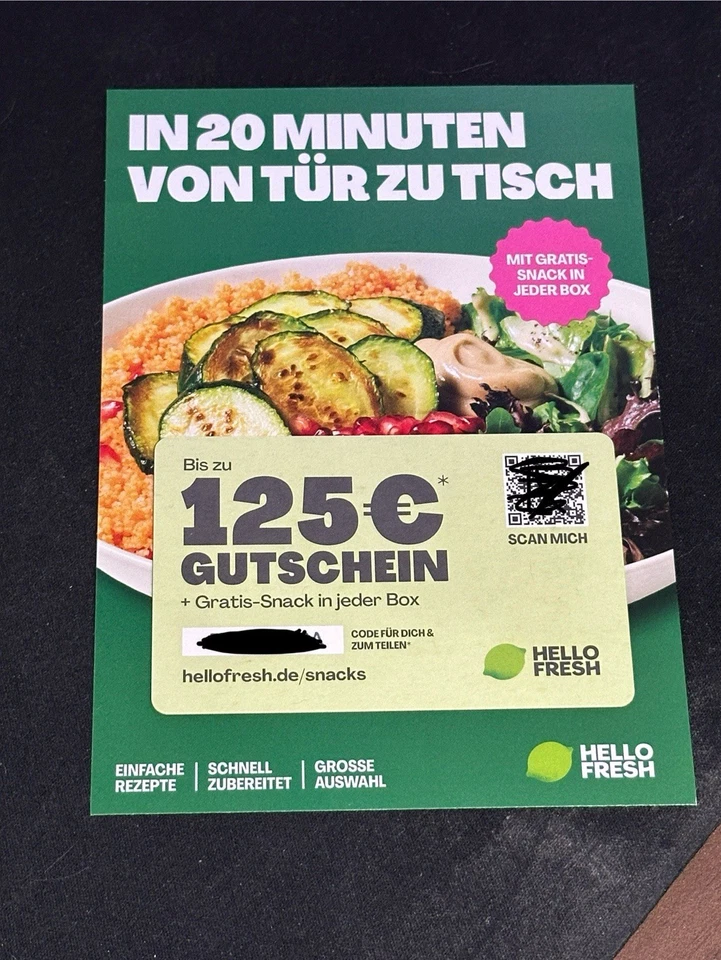 IN 20 MINUTEN
VON TÜR ZU TISCH
MIT GRATIS-
SNACK IN
JEDER BOX
Bis zu
125€*
GUTSCHEIN
+ Gratis-Snack in jeder Box
SCAN MICH
CODE FÜR DICH &
ZUM TEILEN*
hellofresh.de/snacks
HELLO
FRESH
EINFACHE
REZEPTE
SCHNELL
ZUBEREITET
GROSSE
AUSWAHL
HELLO
FRESH